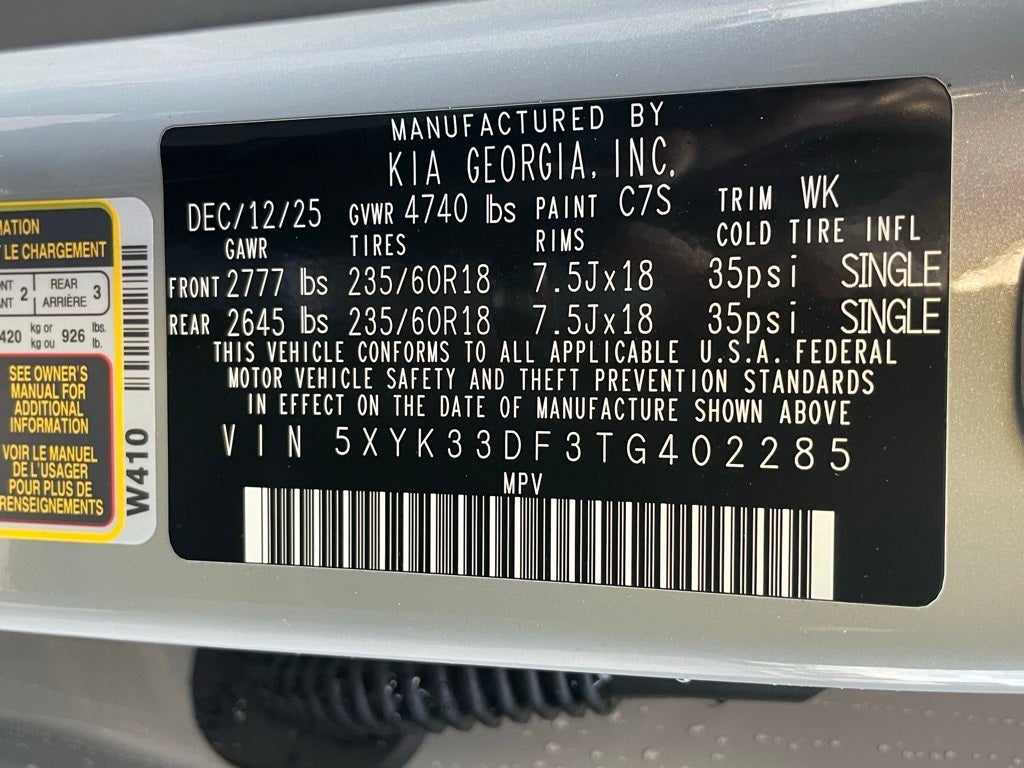 MANUFACTURED BY
KIA GEORGIA, INC.
DEC/12/25 GVWR 4740 lbs PAINT C7S TRIM WK
GAWR TIRES RIMS COLD TIRE INFL
FRONT 2777 lbs 235/60R18 7.5Jx18 35psi SINGLE
REAR 2645 lbs 235/60R18 7.5Jx18 35psi SINGLE
THIS VEHICLE CONFORMS TO ALL APPLICABLE U.S.A. FEDERAL
MOTOR VEHICLE SAFETY AND THEFT PREVENTION STANDARDS
IN EFFECT ON THE DATE OF MANUFACTURE SHOWN ABOVE
VIN 5XYK33DF3TG402285
MPV
LE CHARGEMENT
2 REAR 3
ARRIÈRE
420 kg or 926 lbs.
kg ou lb.
SEE OWNER'S
MANUAL FOR
ADDITIONAL
INFORMATION
VOIR LE MANUEL
DE L'USAGER
POUR PLUS DE
RENSEIGNEMENTS
W410